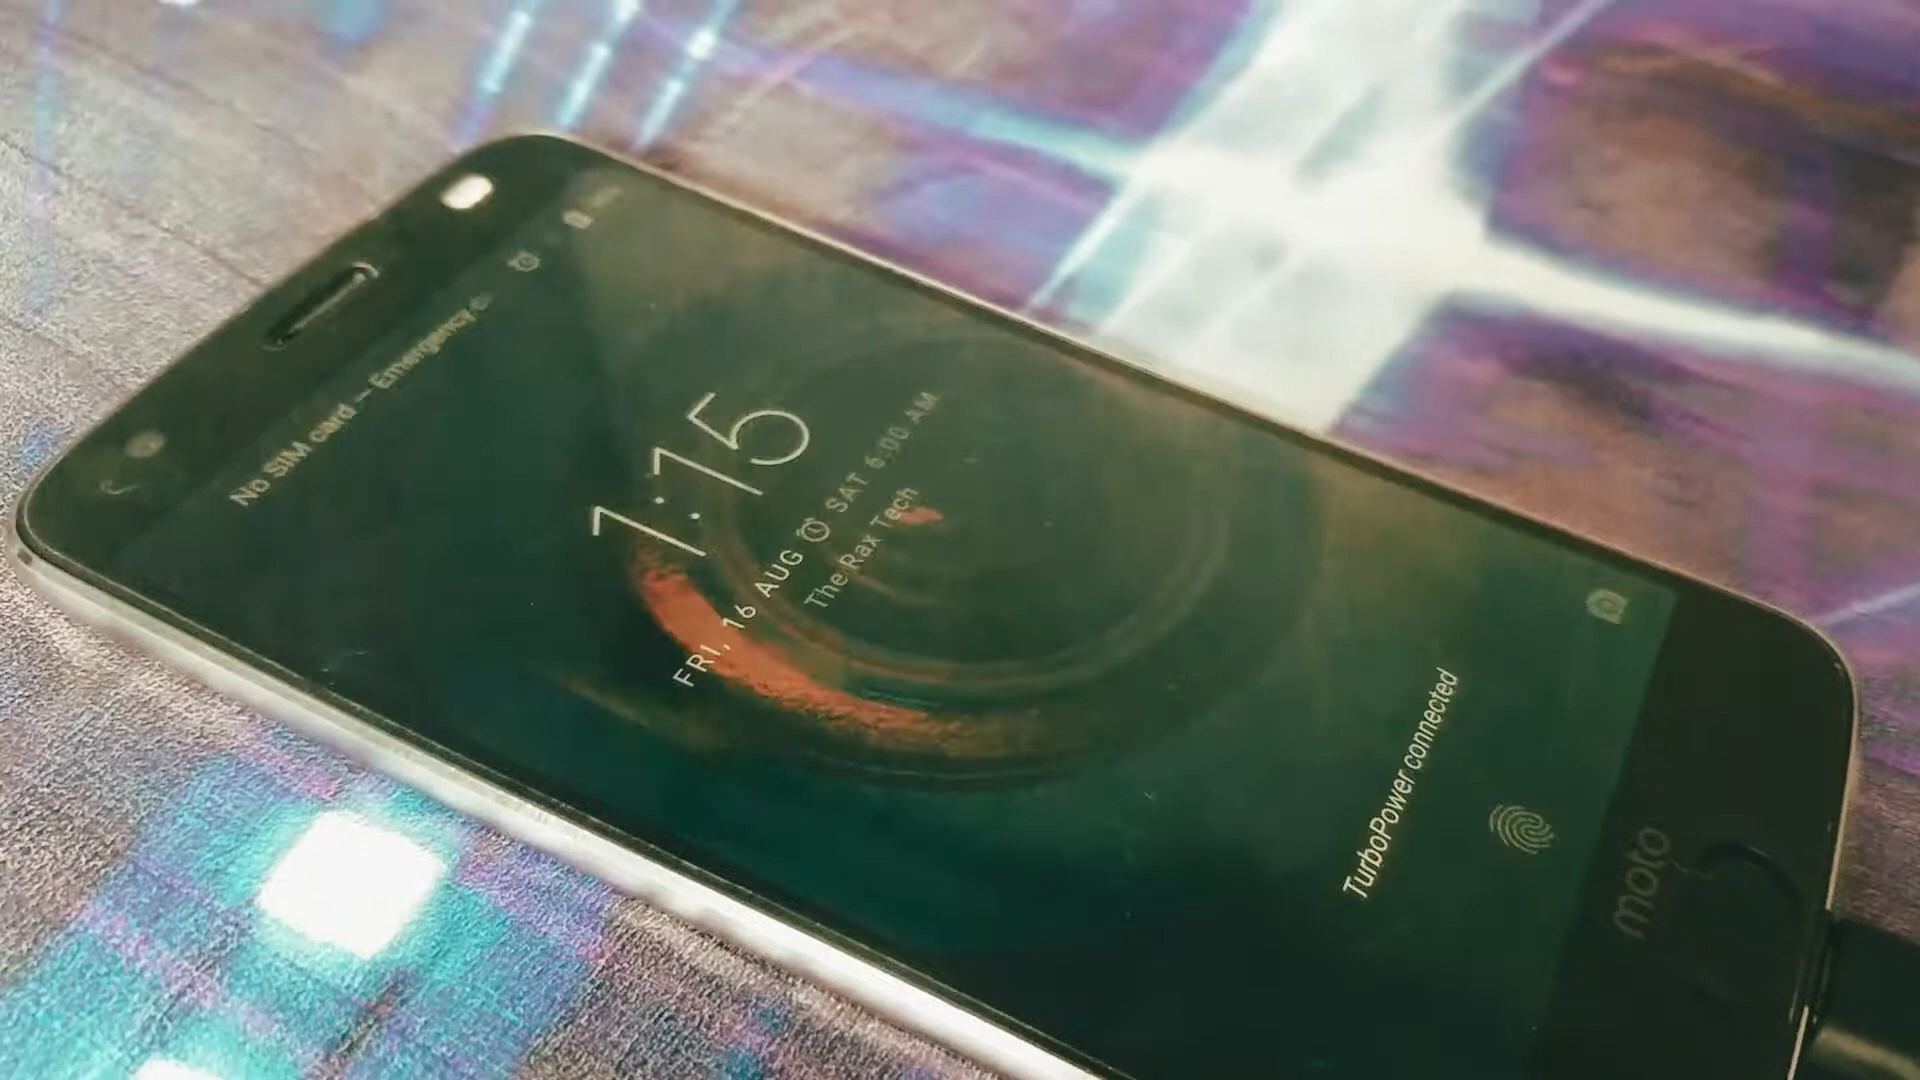 No SIM card — Emergency c
1:15
FRI, 16 AUG SAT 6:00 AM
The Rax Tech
TurboPower connected
moto